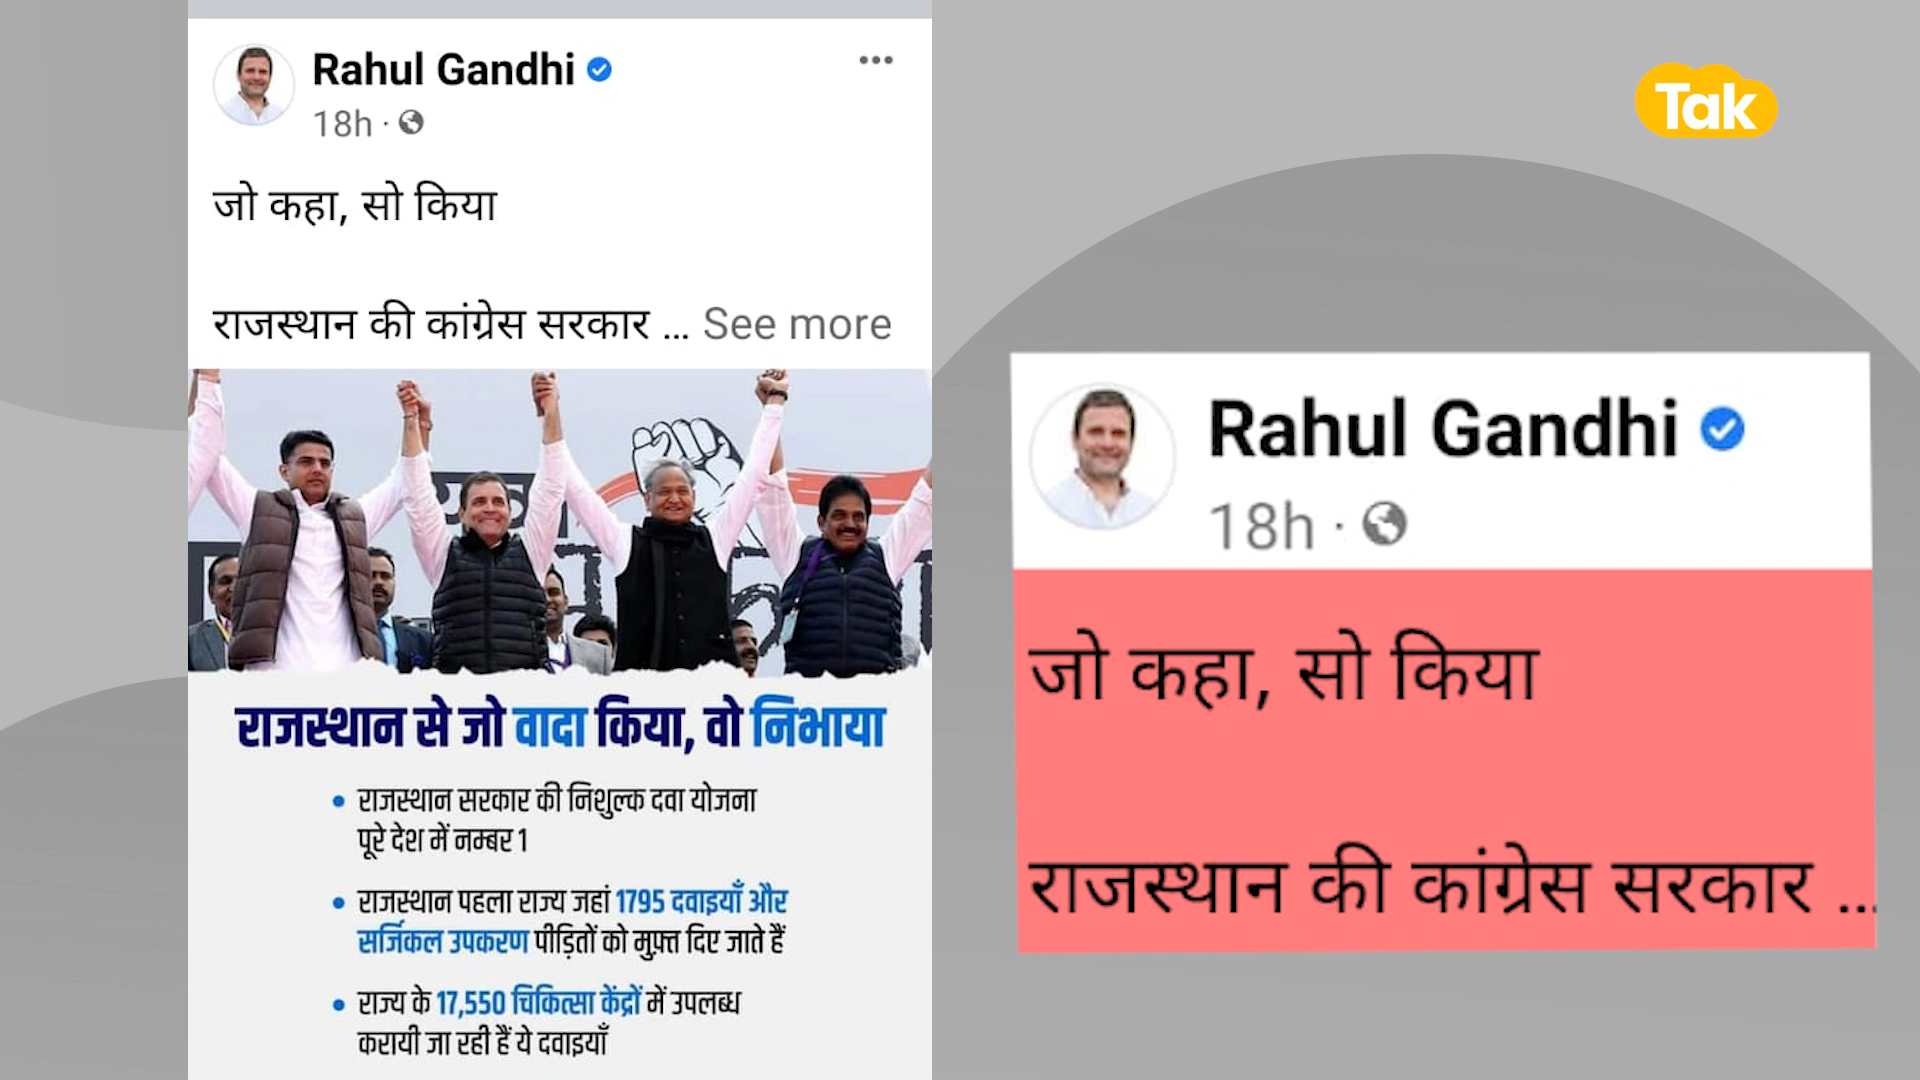 Rahul Gandhi
18h ·
जो कहा, सो किया
राजस्थान की कांग्रेस सरकार ... See more
राजस्थान से जो वादा किया, वो निभाया
• राजस्थान सरकार की निशुल्क दवा योजना
पूरे देश में नम्बर 1
• राजस्थान पहला राज्य जहां 1795 दवाइयाँ और
सर्जिकल उपकरण पीड़ितों को मुफ़्त दिए जाते हैं
• राज्य के 17,550 चिकित्सा केंद्रों में उपलब्ध
करायी जा रही हैं ये दवाइयाँ
Tak
Rahul Gandhi
18h ·
जो कहा, सो किया
राजस्थान की कांग्रेस सरकार ...